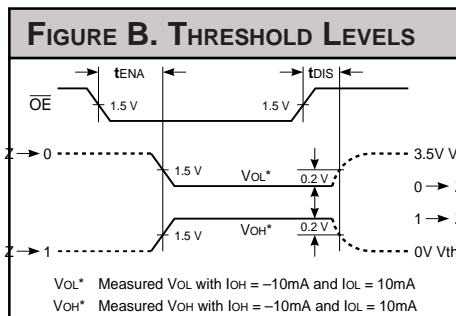 FIGURE B. THRESHOLD LEVELS
tENA
tDIS
OE
1.5 V
1.5 V
Z → 0
1.5 V
VOL*
0.2 V
3.5V V
0 →
1 →
Z → 1
1.5 V
VOH*
0.2 V
0V Vth
VOL* Measured VOL with IOH = –10mA and IOL = 10mA
VOH* Measured VOH with IOH = –10mA and IOL = 10mA